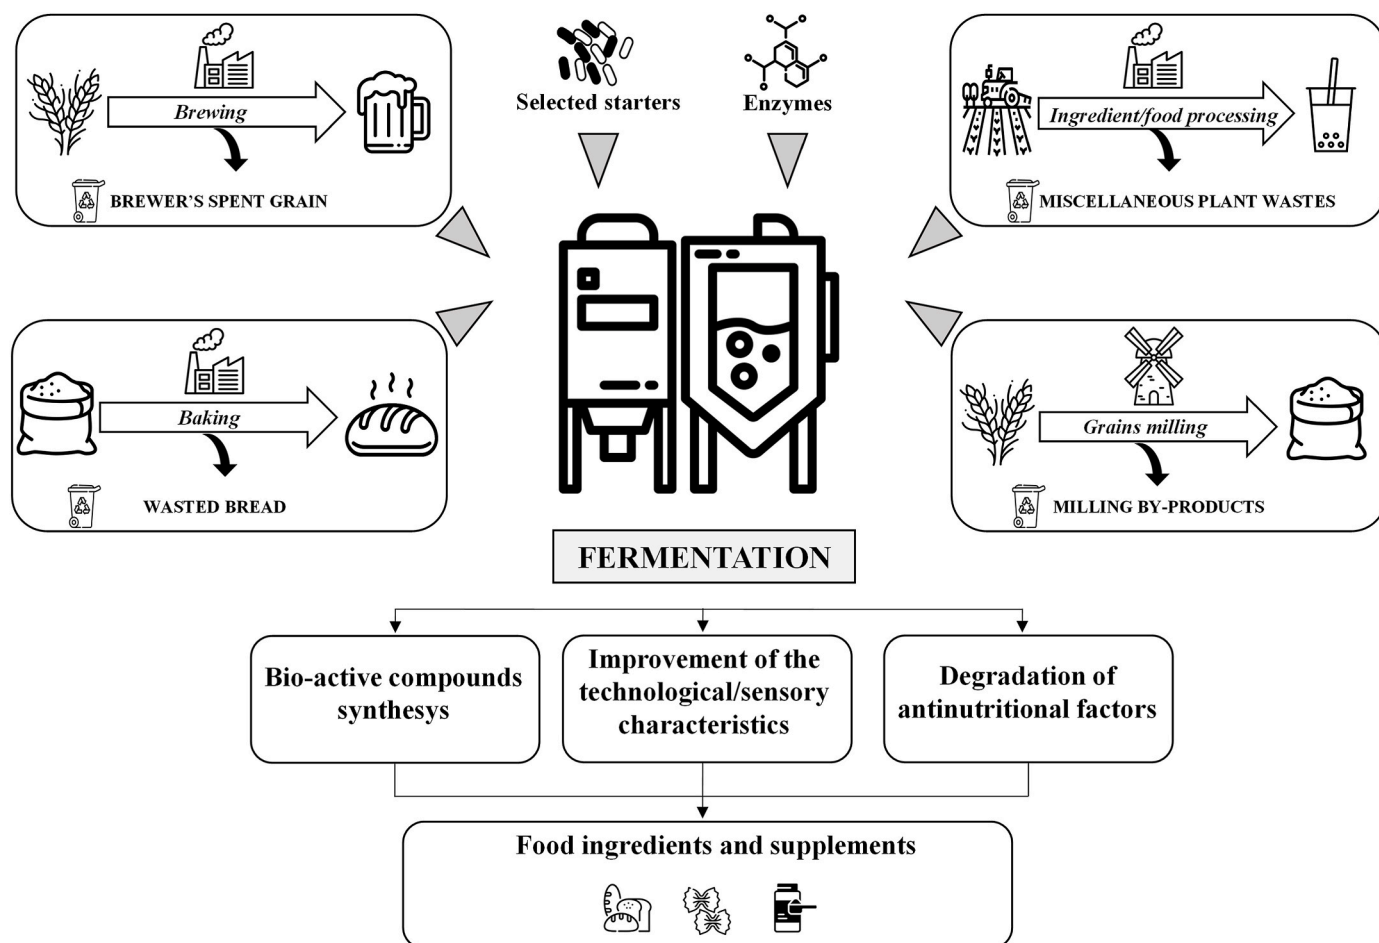 Brewing
BREWER'S SPENT GRAIN
Selected starters
Enzymes
Ingredient/food processing
MISCELLANEOUS PLANT WASTES
Baking
WASTED BREAD
Grains milling
MILLING BY-PRODUCTS
FERMENTATION
Bio-active compounds
synthesys
Improvement of the
technological/sensory
characteristics
Degradation of
antinutritional factors
Food ingredients and supplements